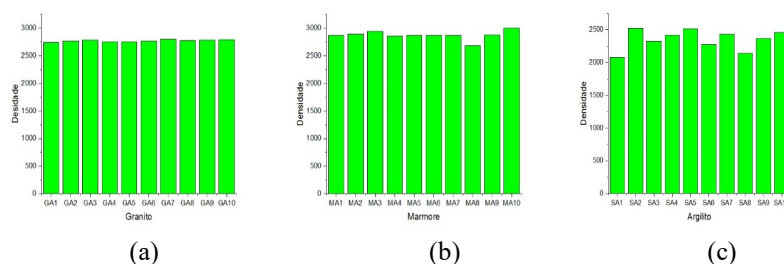 3000
2500
2000
1500
1000
500
0
Desidade
GA1 GA2 GA3 GA4 GA5 GA6 GA7 GA8 GA9 GA10
Granito
(a)
3000
2500
2000
1500
1000
500
0
Densidade
MA1 MA2 MA3 MA4 MA5 MA6 MA7 MA8 MA9 MA10
Marmore
(b)
2500
2000
1500
1000
500
0
Densidade
SA1 SA2 SA3 SA4 SA5 SA6 SA7 SA8 SA9
Argilito
(c)